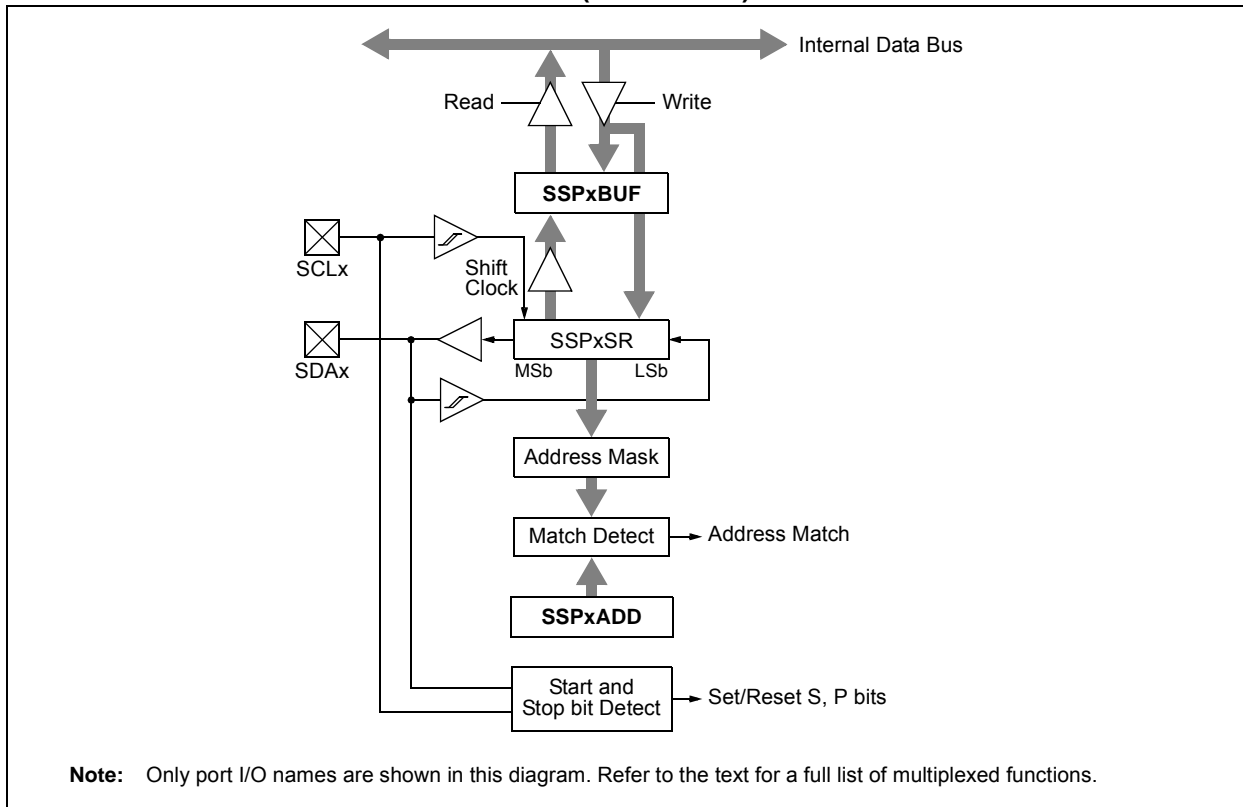 Internal Data Bus
Read
Write
SSPxBUF
SCLx
Shift
Clock
SSPxSR
SDAx
MSb
LSb
Address Mask
Match Detect
Address Match
SSPxADD
Start and
Stop bit Detect
Set/Reset S, P bits
Note: Only port I/O names are shown in this diagram. Refer to the text for a full list of multiplexed functions.